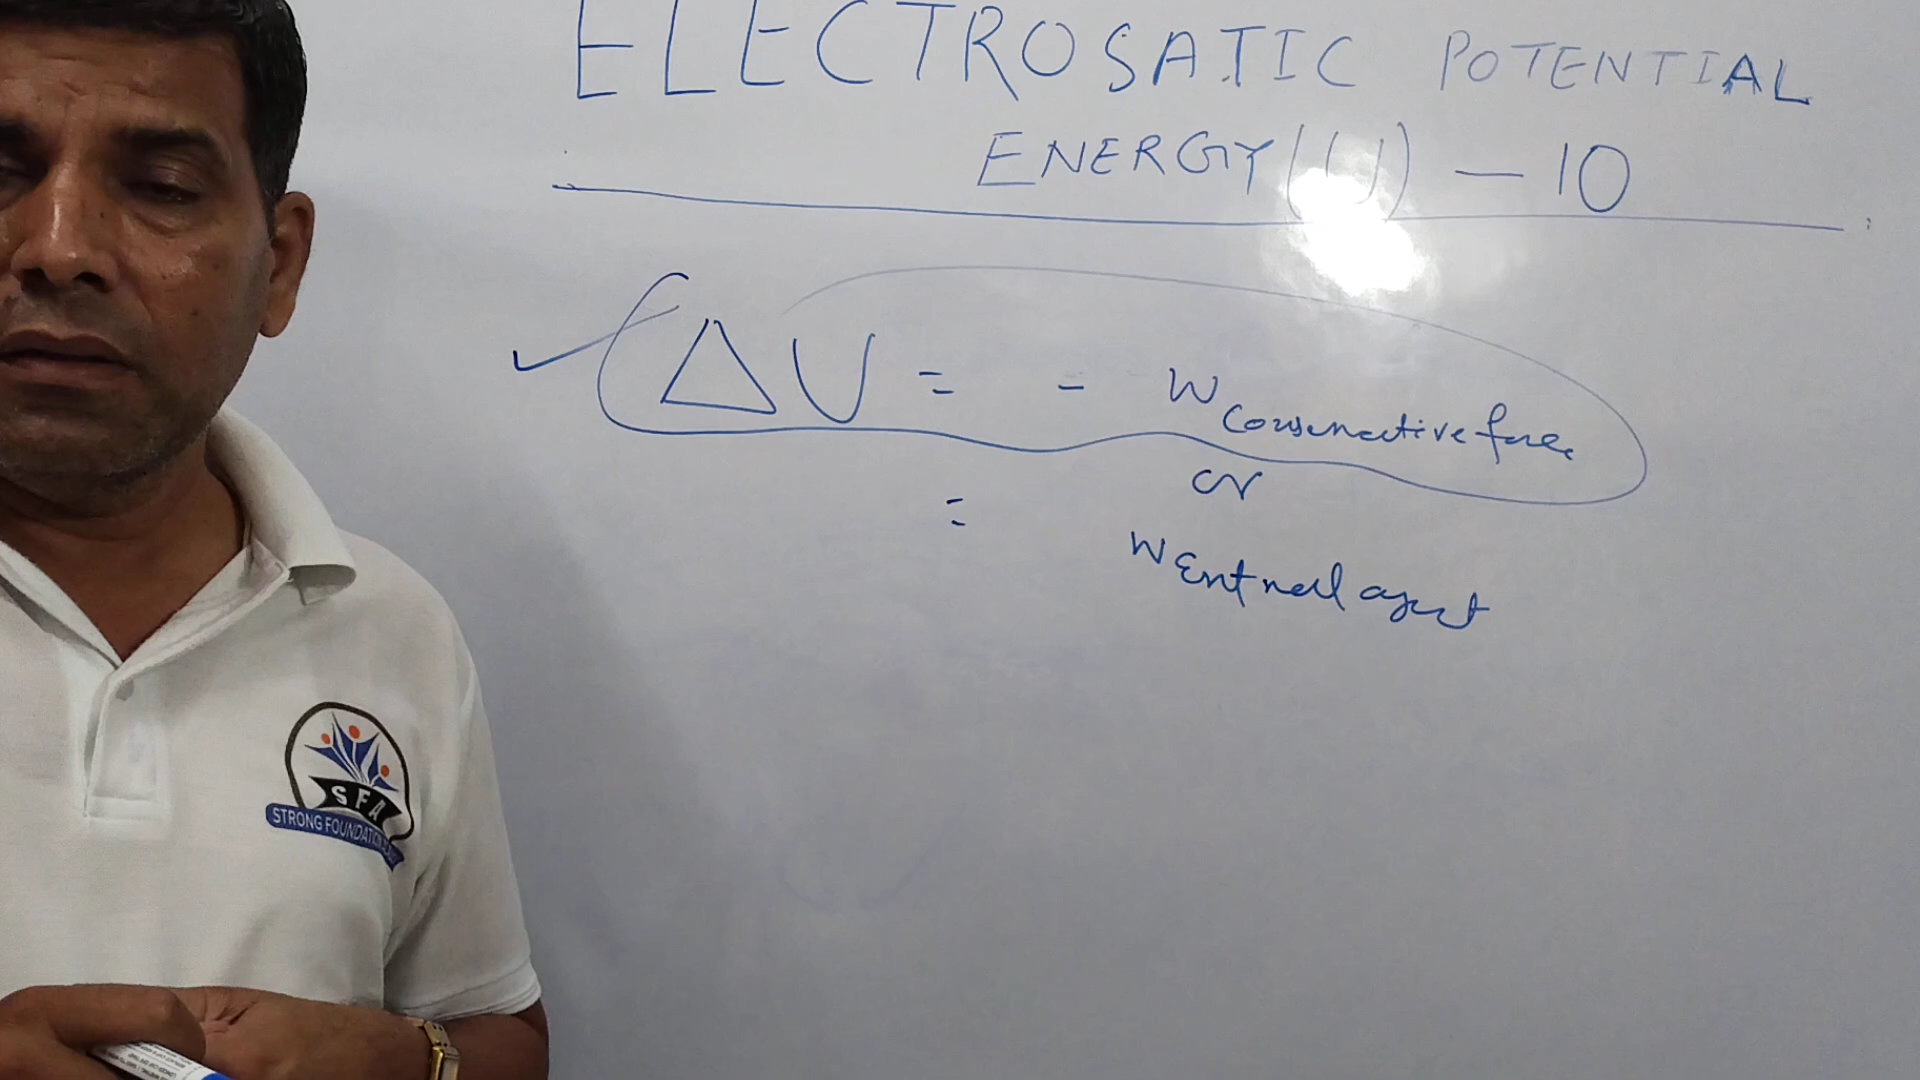 ELECTROSATIC POTENTIAL
ENERGY (U) - 10
ΔU = - W Conservative force
or
= W External agent
SFA
STRONG FOUNDATION